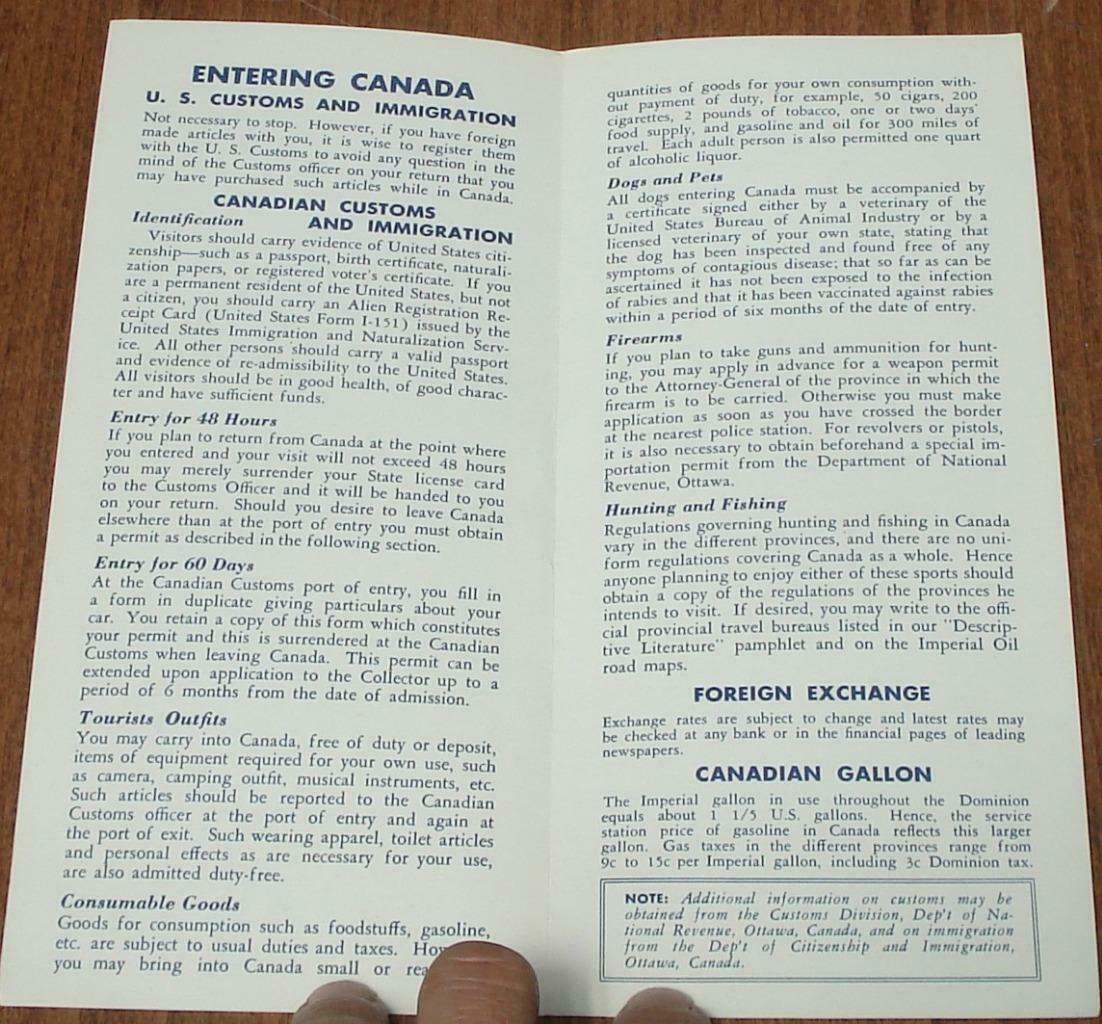 ENTERING CANADA
U. S. CUSTOMS AND IMMIGRATION
Not necessary to stop. However, if you have foreign
made articles with you, it is wise to register them
with the U. S. Customs to avoid any question in the
mind of the Customs officer on your return that you
may have purchased such articles while in Canada.
CANADIAN CUSTOMS
AND IMMIGRATION
Identification
Visitors should carry evidence of United States citi-
zenship—such as a passport, birth certificate, naturali-
zation papers, or registered voter's certificate. If you
are a permanent resident of the United States, but not
a citizen, you should carry an Alien Registration Re-
ceipt Card (United States Form I-151) issued by the
United States Immigration and Naturalization Serv-
ice. All other persons should carry a valid passport
and evidence of re-admissibility to the United States.
All visitors should be in good health, of good charac-
ter and have sufficient funds.
Entry for 48 Hours
If you plan to return from Canada at the point where
you entered and your visit will not exceed 48 hours
you may merely surrender your State license card
to the Customs Officer and it will be handed to you
on your return. Should you desire to leave Canada
elsewhere than at the port of entry you must obtain
a permit as described in the following section.
Entry for 60 Days
At the Canadian Customs port of entry, you fill in
a form in duplicate giving particulars about your
car. You retain a copy of this form which constitutes
your permit and this is surrendered at the Canadian
Customs when leaving Canada. This permit can be
extended upon application to the Collector up to a
period of 6 months from the date of admission.
Tourists Outfits
You may carry into Canada, free of duty or deposit,
items of equipment required for your own use, such
as camera, camping outfit, musical instruments, etc.
Such articles should be reported to the Canadian
Customs officer at the port of entry and again at
the port of exit. Such wearing apparel, toilet articles
and personal effects as are necessary for your use,
are also admitted duty-free.
Consumable Goods
Goods for consumption such as foodstuffs, gasoline,
etc. are subject to usual duties and taxes.
you may bring into Canada small or
quantities of goods for your own consumption with-
out payment of duty, for example, 50 cigars, 200
cigarettes, 2 pounds of tobacco, one or two days'
food supply, and gasoline and oil for 300 miles of
travel. Each adult person is also permitted one quart
of alcoholic liquor.
Dogs and Pets
All dogs entering Canada must be accompanied by
a certificate signed either by a veterinary of the
United States Bureau of Animal Industry or by a
licensed veterinary of your own state, stating that
the dog has been inspected and found free of any
symptoms of contagious disease; that so far as can be
ascertained it has not been exposed to the infection
of rabies and that it has been vaccinated against rabies
within a period of six months of the date of entry.
Firearms
If you plan to take guns and ammunition for hunt-
ing, you may apply in advance for a weapon permit
to the Attorney-General of the province in which the
firearm is to be carried. Otherwise you must make
application as soon as you have crossed the border
at the nearest police station. For revolvers or pistols,
it is also necessary to obtain beforehand a special im-
portation permit from the Department of National
Revenue, Ottawa.
Hunting and Fishing
Regulations governing hunting and fishing in Canada
vary in the different provinces, and there are no uni-
form regulations covering Canada as a whole. Hence
anyone planning to enjoy either of these sports should
obtain a copy of the regulations of the provinces he
intends to visit. If desired, you may write to the offi-
cial provincial travel bureaus listed in our "Descrip-
tive Literature" pamphlet and on the Imperial Oil
road maps.
FOREIGN EXCHANGE
Exchange rates are subject to change and latest rates may
be checked at any bank or in the financial pages of leading
newspapers.
CANADIAN GALLON
The Imperial gallon in use throughout the Dominion
equals about 1 1/5 U.S. gallons. Hence, the service
station price of gasoline in Canada reflects this larger
gallon. Gas taxes in the different provinces range from
9c to 15c per Imperial gallon, including 3c Dominion tax.
NOTE: Additional information on customs may be
obtained from the Customs Division, Dep't of Na-
tional Revenue, Ottawa, Canada, and on immigration
from the Dep't of Citizenship and Immigration,
Ottawa, Canada.